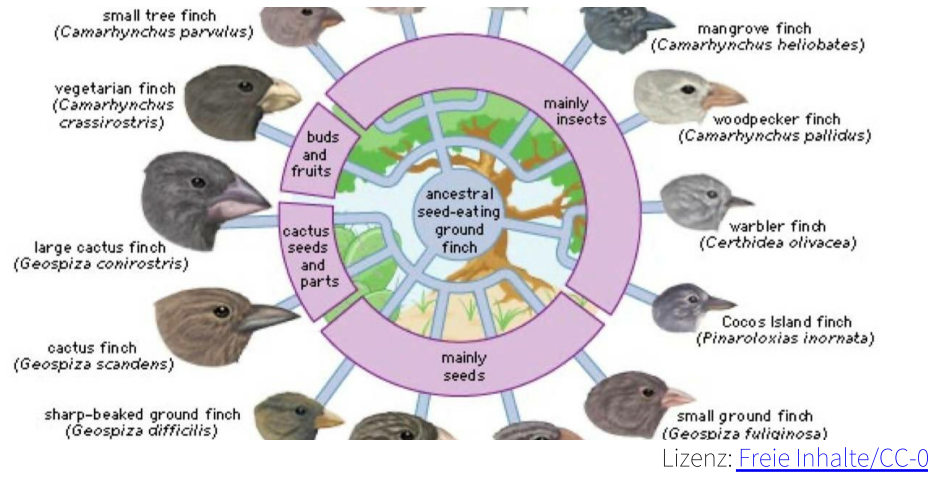 small tree finch
(Camarhynchus parvulus)
mangrove finch
(Camarhynchus heliobates)
vegetarian finch
(Camarhynchus
crassirostris)
mainly
insects
woodpecker finch
(Camarhynchus pallidus)
buds
and
fruits
ancestral
seed-eating
ground
finch
large cactus finch
(Geospiza conirostris)
cactus
seeds
and
parts
warbler finch
(Certhidea olivacea)
cactus finch
(Geospiza scandens)
Cocos Island finch
(Pinaroloxias inornata)
mainly
seeds
sharp-beaked ground finch
(Geospiza difficilis)
small ground finch
(Geospiza fuliginosa)
Lizenz: Freie Inhalte/CC-0